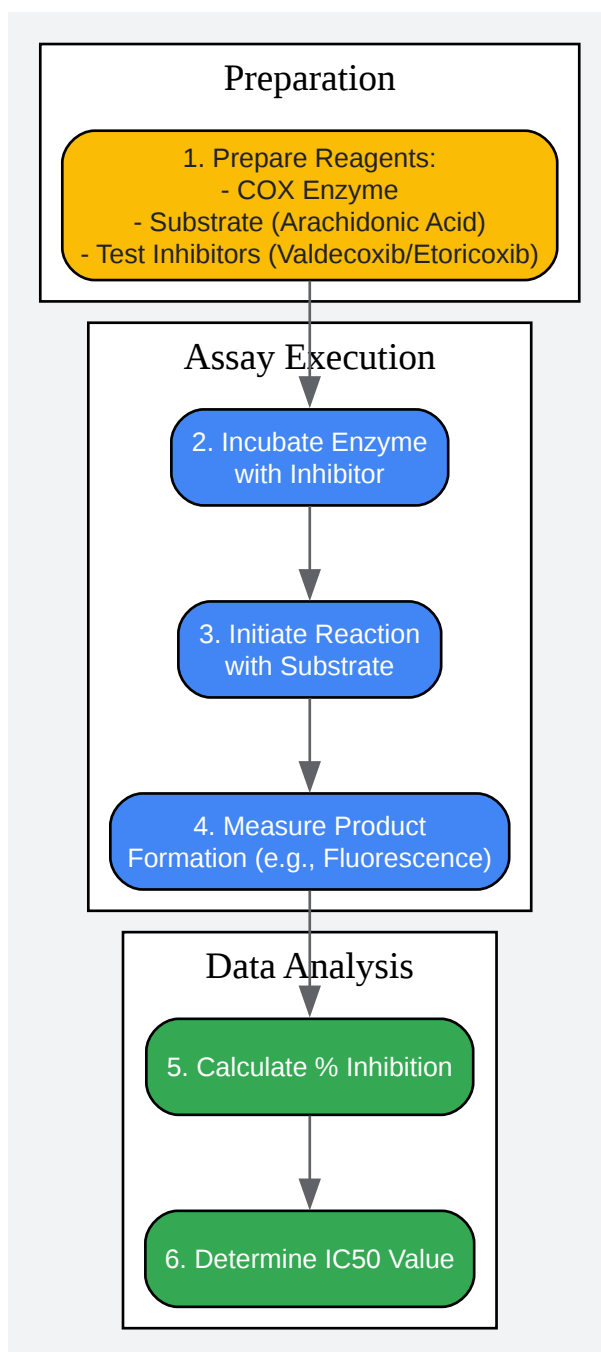 Preparation
1. Prepare Reagents:
- COX Enzyme
- Substrate (Arachidonic Acid)
- Test Inhibitors (Valdecoxib/Etoricoxib)
Assay Execution
2. Incubate Enzyme
with Inhibitor
3. Initiate Reaction
with Substrate
4. Measure Product
Formation (e.g., Fluorescence)
Data Analysis
5. Calculate % Inhibition
6. Determine IC50 Value